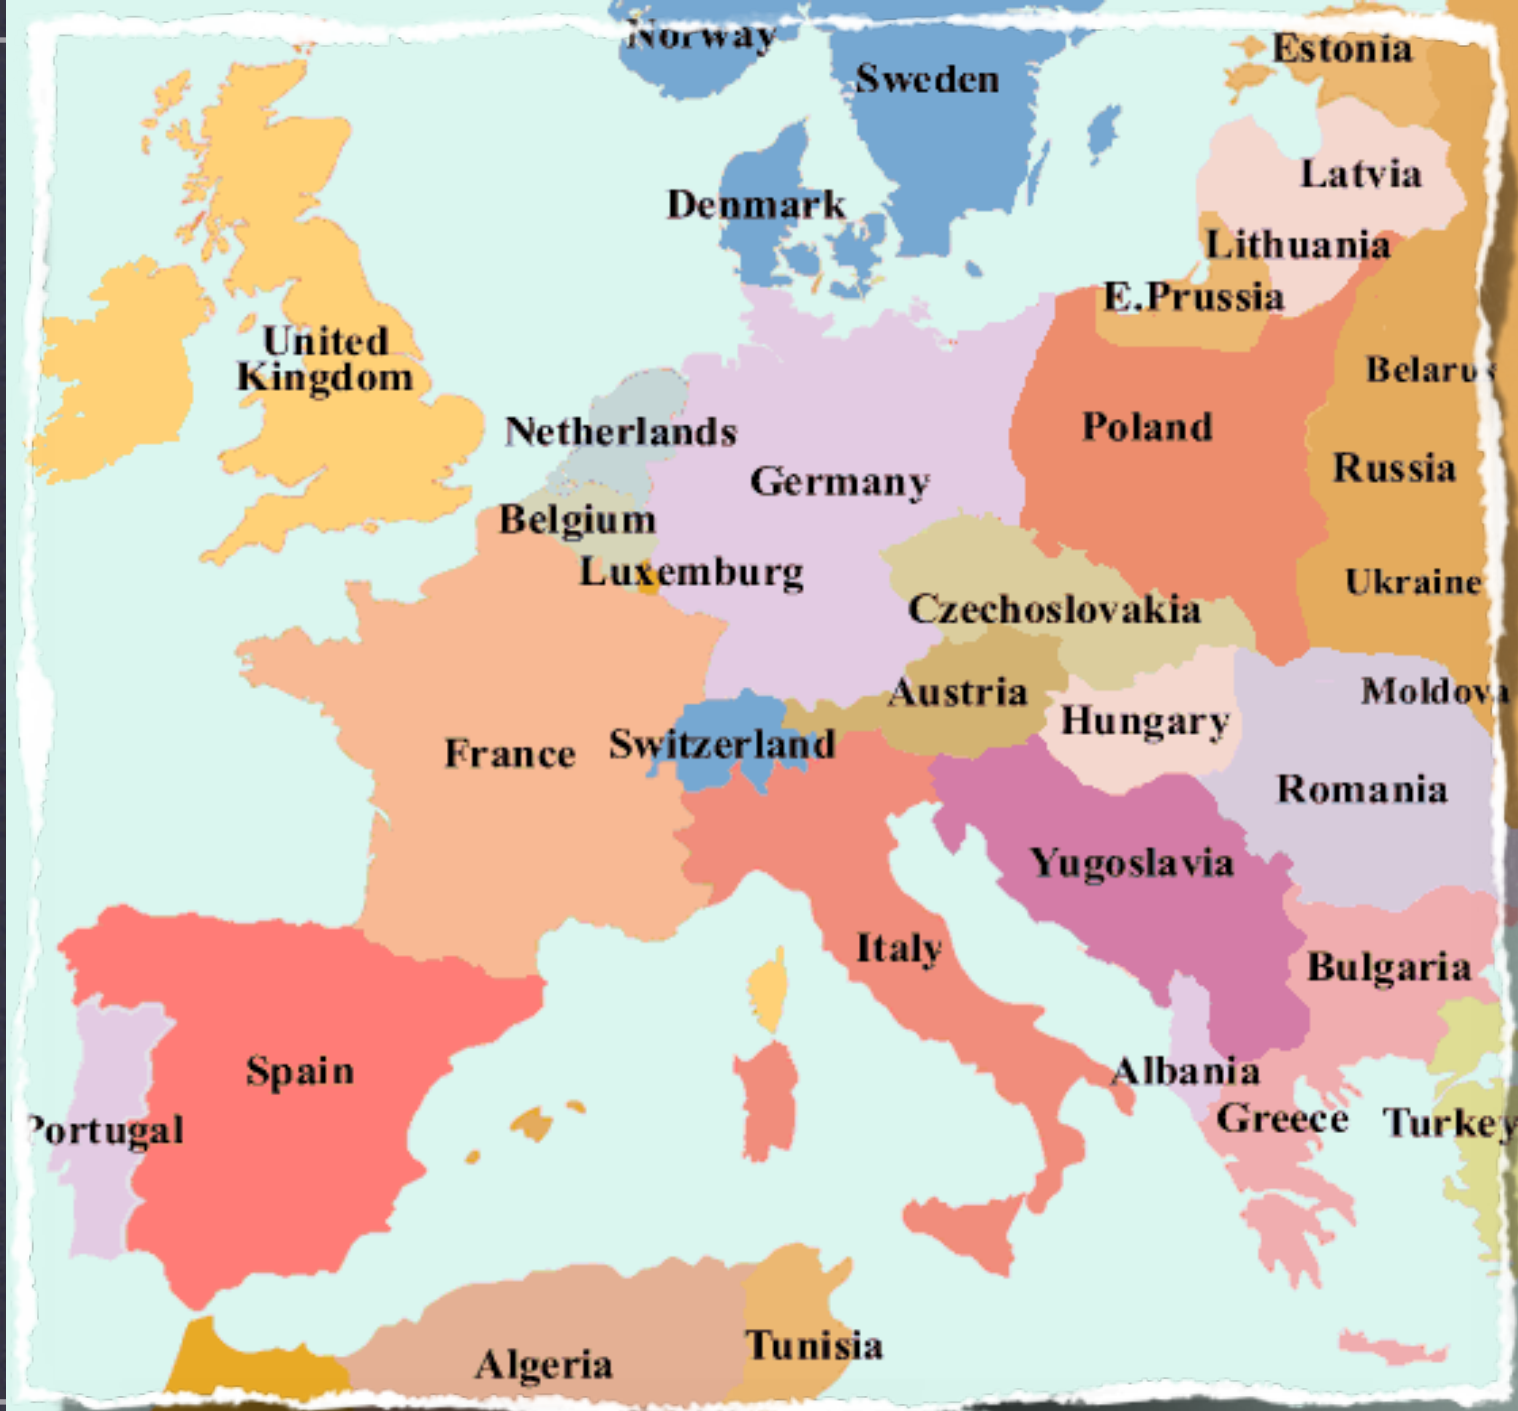 Norway
Estonia
Sweden
Latvia
Denmark
Lithuania
E.Prussia
United
Kingdom
Belarus
Netherlands
Poland
Russia
Germany
Belgium
Luxemburg
Ukraine
Czechoslovakia
Austria
Moldova
Hungary
France
Switzerland
Romania
Yugoslavia
Italy
Bulgaria
Spain
Albania
Greece
Turkey
Portugal
Tunisia
Algeria